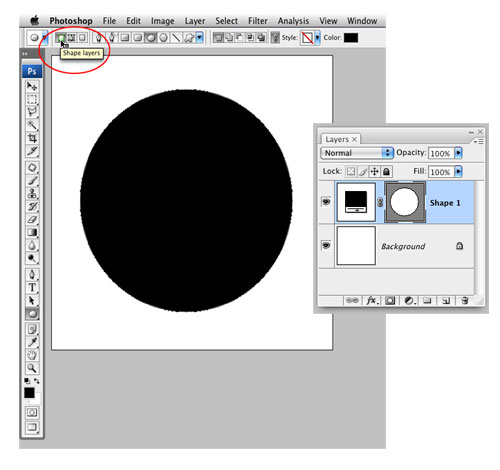 Photoshop File Edit Image Layer Select Filter Analysis View Window
Style: Color:
Shape layers
Ps
T
Layers ×
Normal Opacity: 100%
Lock: Fill: 100%
Shape 1
Background
fx.